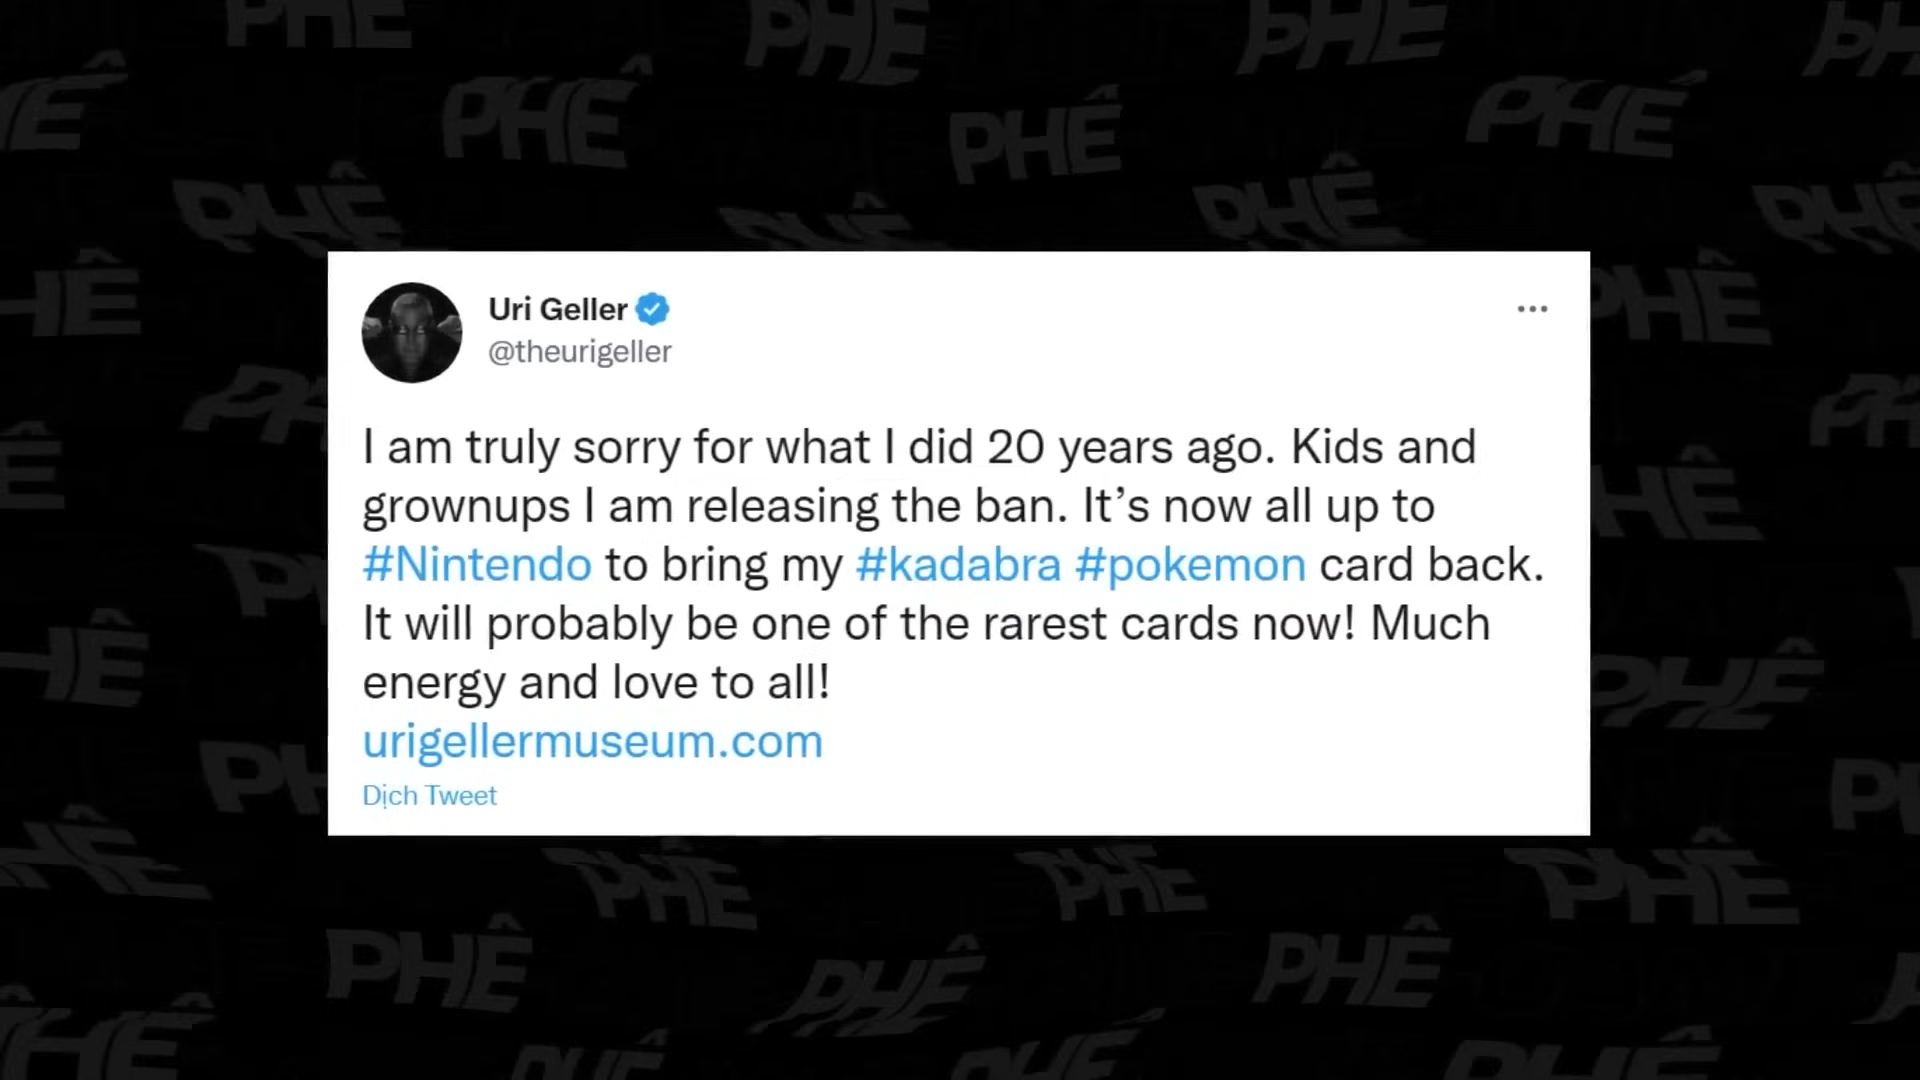 Uri Geller
@theurigeller
I am truly sorry for what I did 20 years ago. Kids and
grownups I am releasing the ban. It’s now all up to
#Nintendo to bring my #kadabra #pokemon card back.
It will probably be one of the rarest cards now! Much
energy and love to all!
urigellermuseum.com
Dịch Tweet
PHÊ